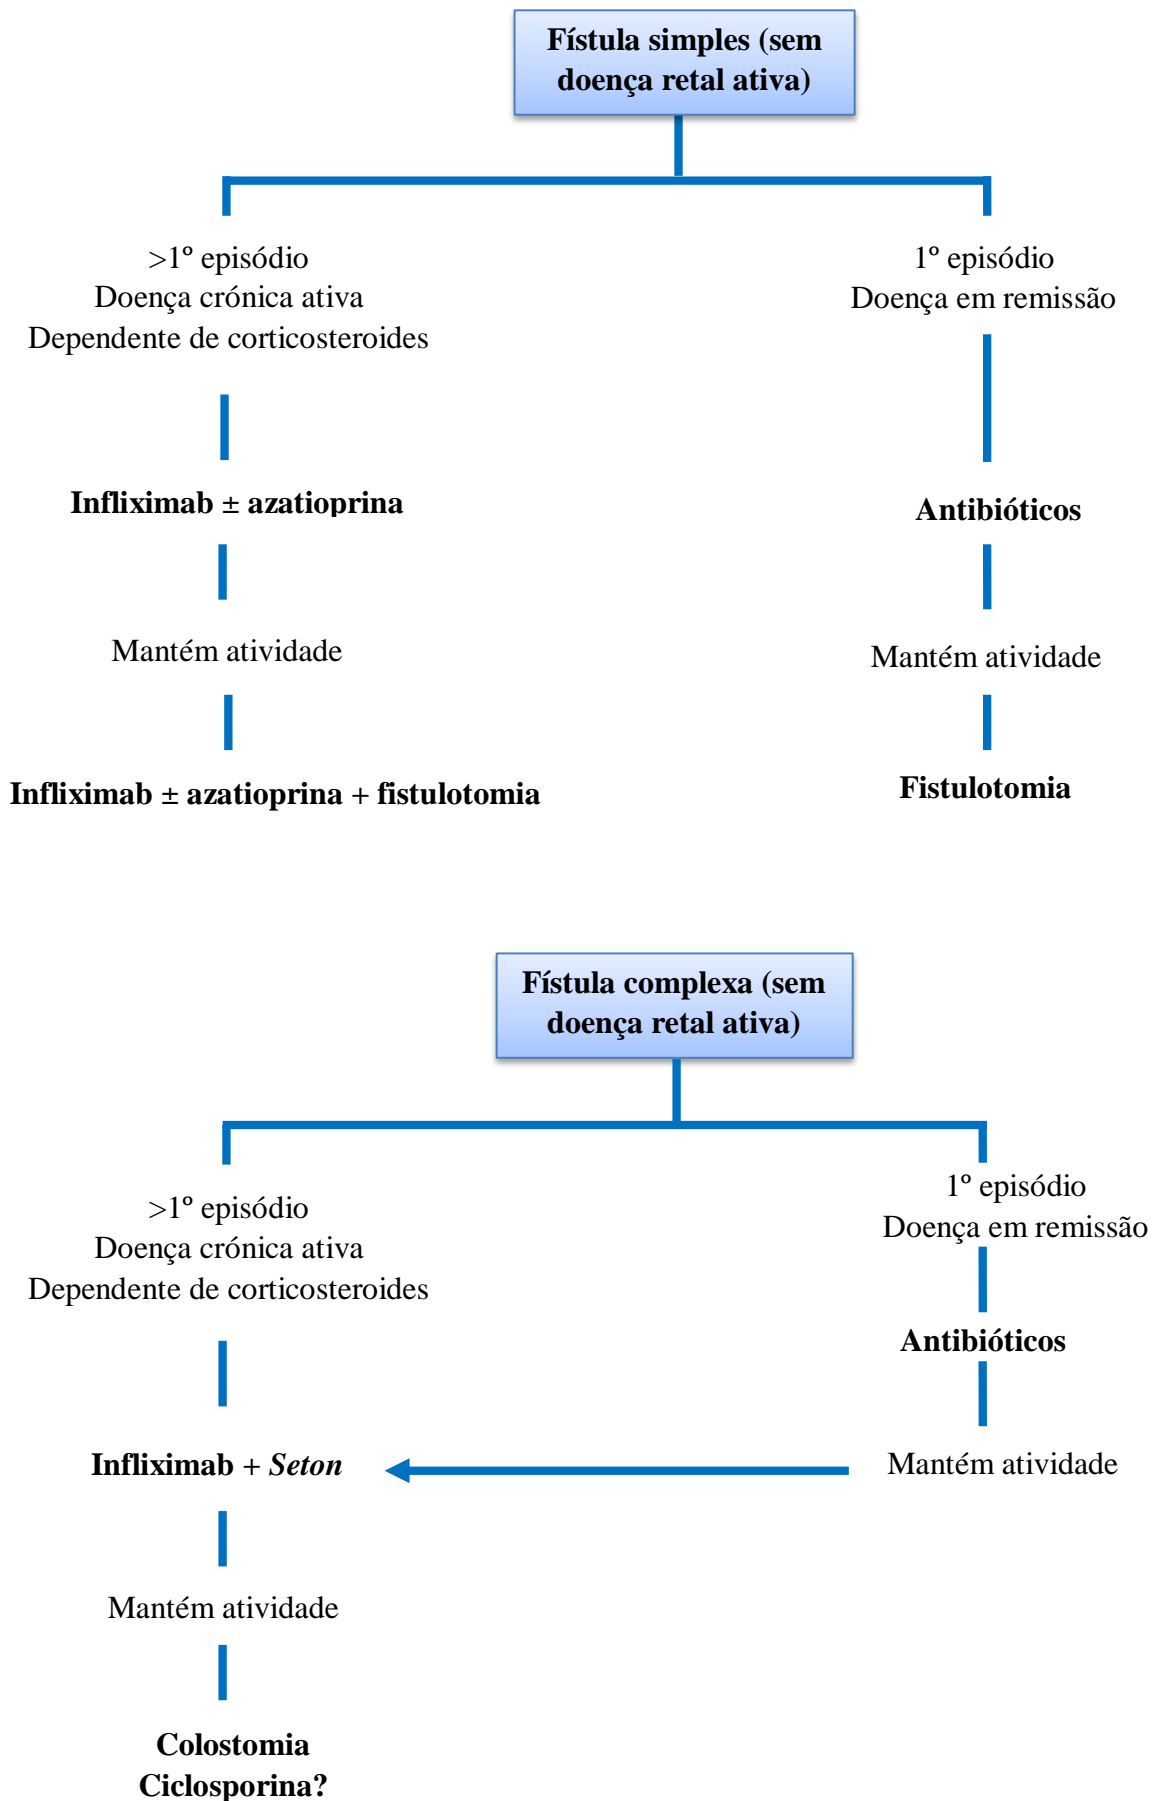 Fístula simples (sem
doença retal ativa)
>1º episódio
Doença crónica ativa
Dependente de corticosteroides
1º episódio
Doença em remissão
Infliximab ± azatioprina
Antibióticos
Mantém atividade
Mantém atividade
Infliximab ± azatioprina + fistulotomia
Fistulotomia
Fístula complexa (sem
doença retal ativa)
>1º episódio
Doença crónica ativa
Dependente de corticosteroides
1º episódio
Doença em remissão
Antibióticos
Infliximab + Seton
Mantém atividade
Mantém atividade
Colostomia
Ciclosporina?